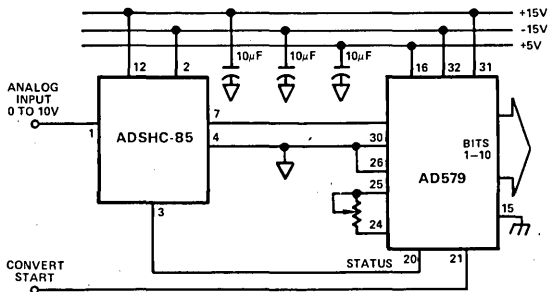 +15V
-15V
+5V
10µF
10µF
10µF
12
2
16
32
31
ANALOG
INPUT
0 TO 10V
1
ADSHC-85
7
4
3
30
26
25
24
BITS
1-10
AD579
15
STATUS
20
21
CONVERT
START